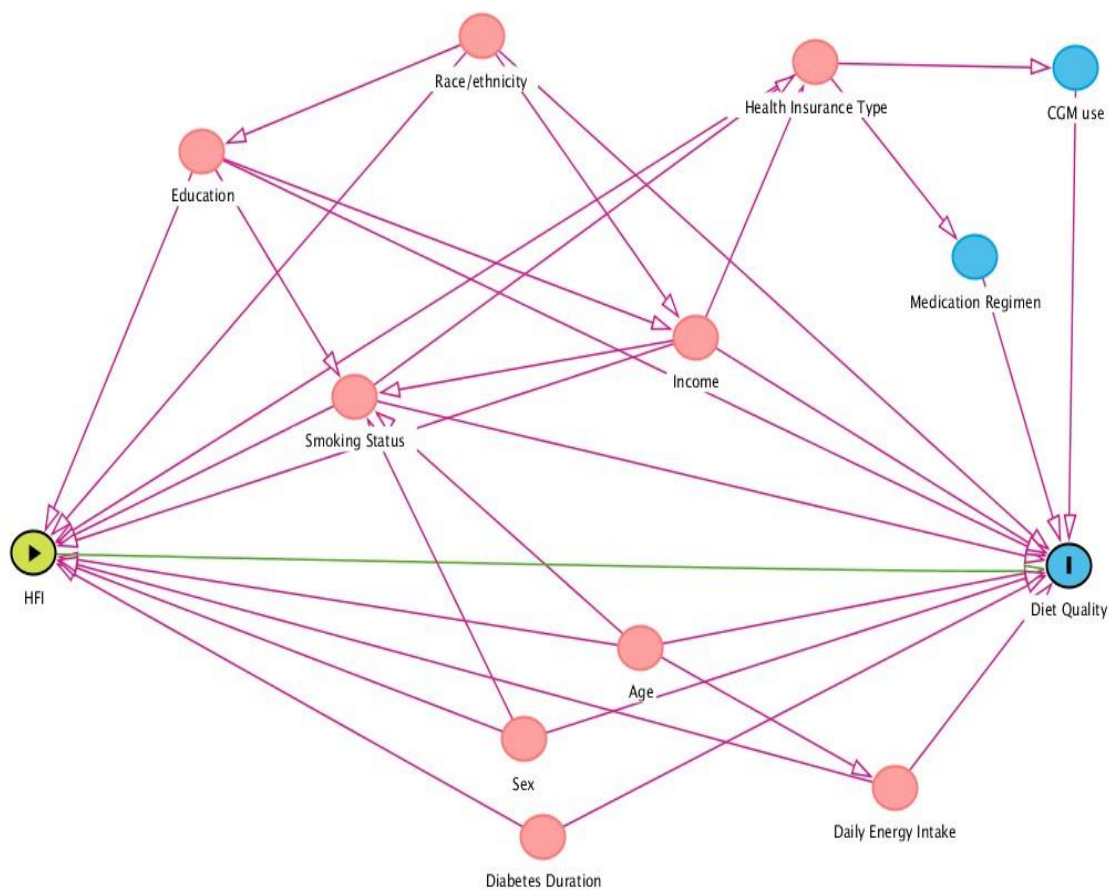 Race/ethnicity
Health Insurance Type
CGM use
Education
Medication Regimen
Income
Smoking Status
HFI
Diet Quality
Age
Sex
Daily Energy Intake
Diabetes Duration